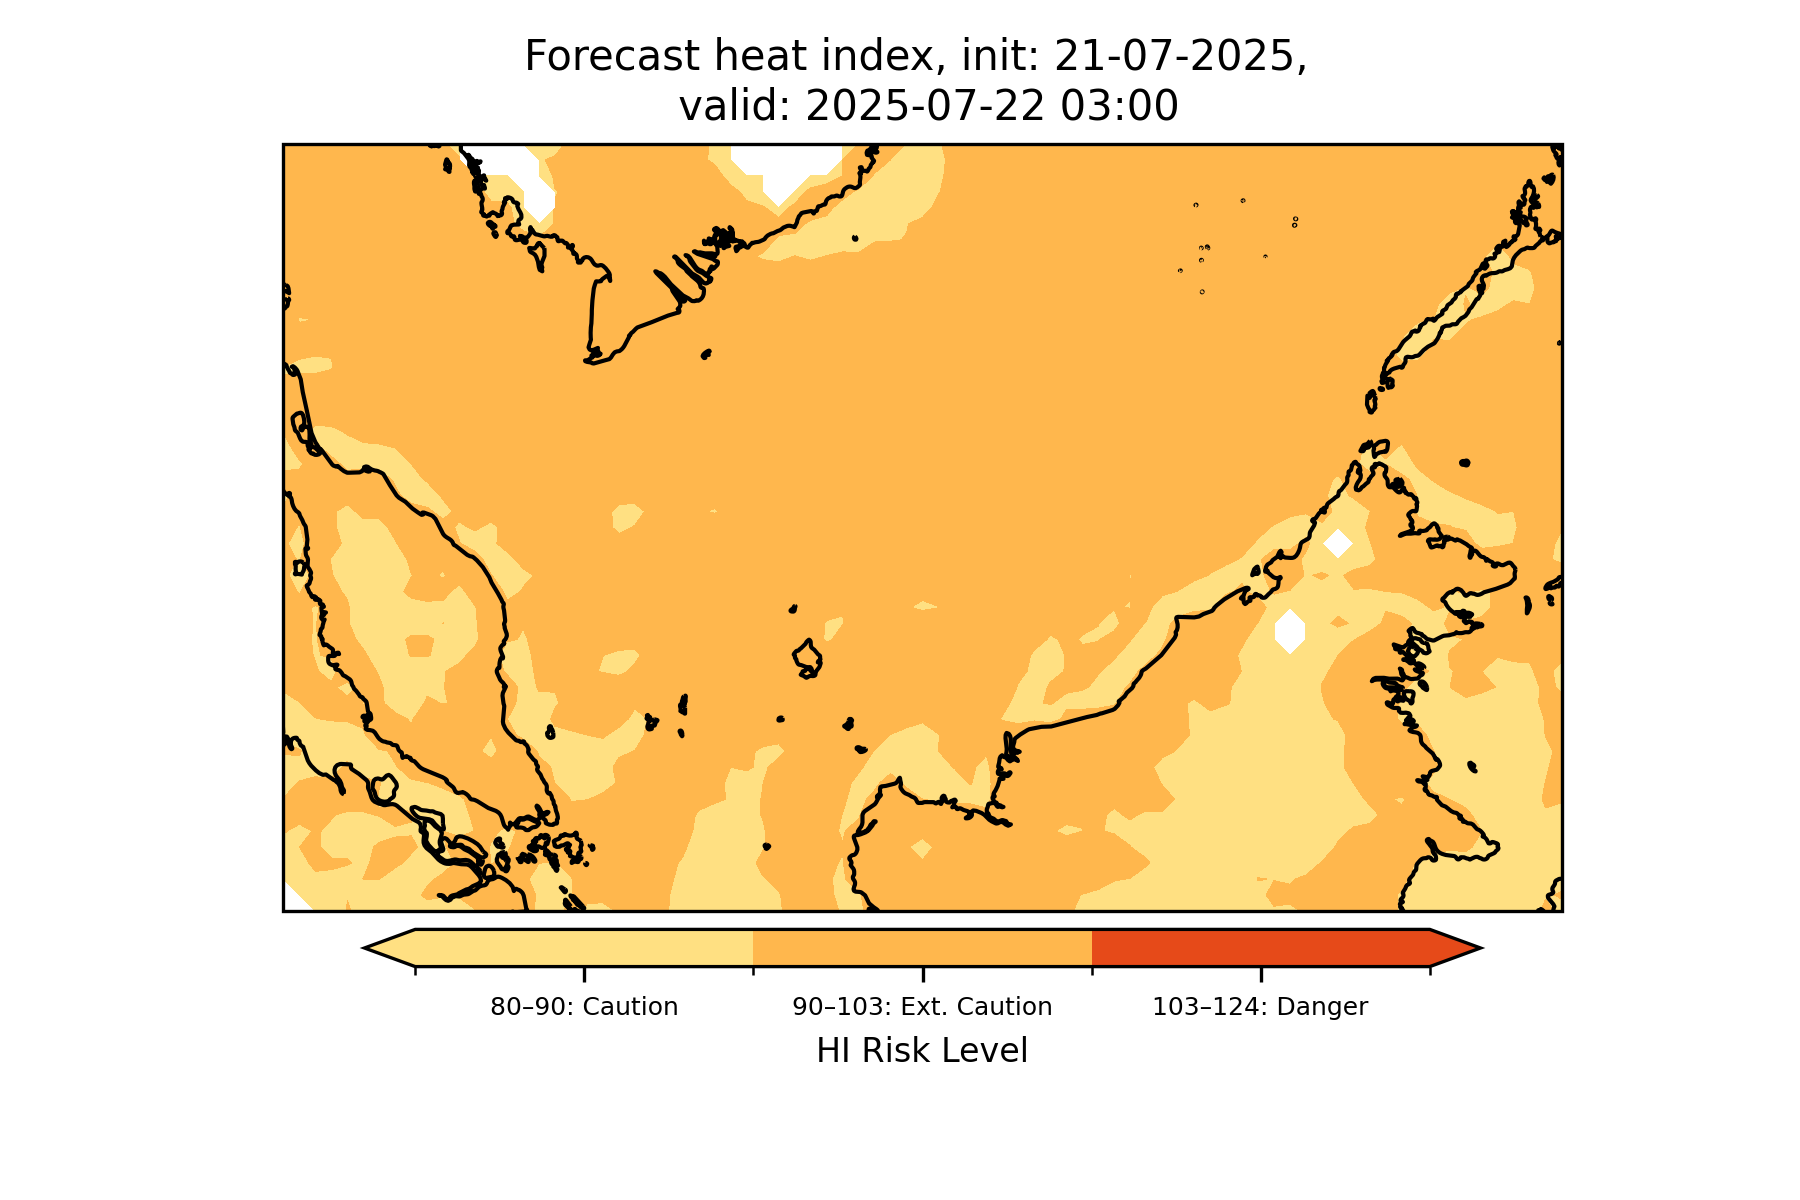 Forecast heat index, init: 21-07-2025,
valid: 2025-07-22 03:00
80–90: Caution
90–103: Ext. Caution
103–124: Danger
HI Risk Level